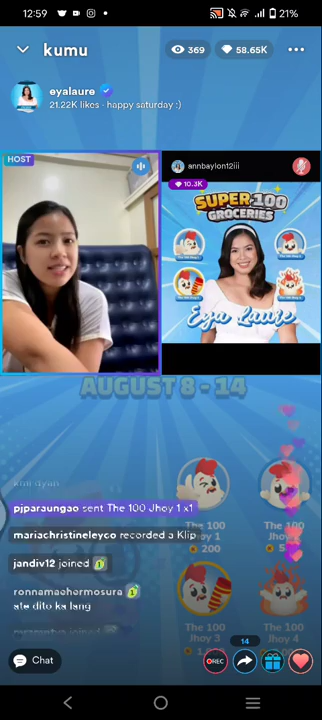 12:59
21%
kumu
369
58.65K
eyalaure
21.22K likes · happy saturday :)
HOST
annbaylon12iii
10.3K
SUPER 100
GROCERIES
Eya Laure
AUGUST 8 - 14
pjparaungao sent The 100 Jhoy 1 x1
mariachristineleyco recorded a Klip
The 100
Jhoy 1
200
The 100
jandiv12 joined
ronnamaehermosura
ate dito ka lang
The 100
Jhoy 3
The 100
Jhoy 4
14
Chat
REC